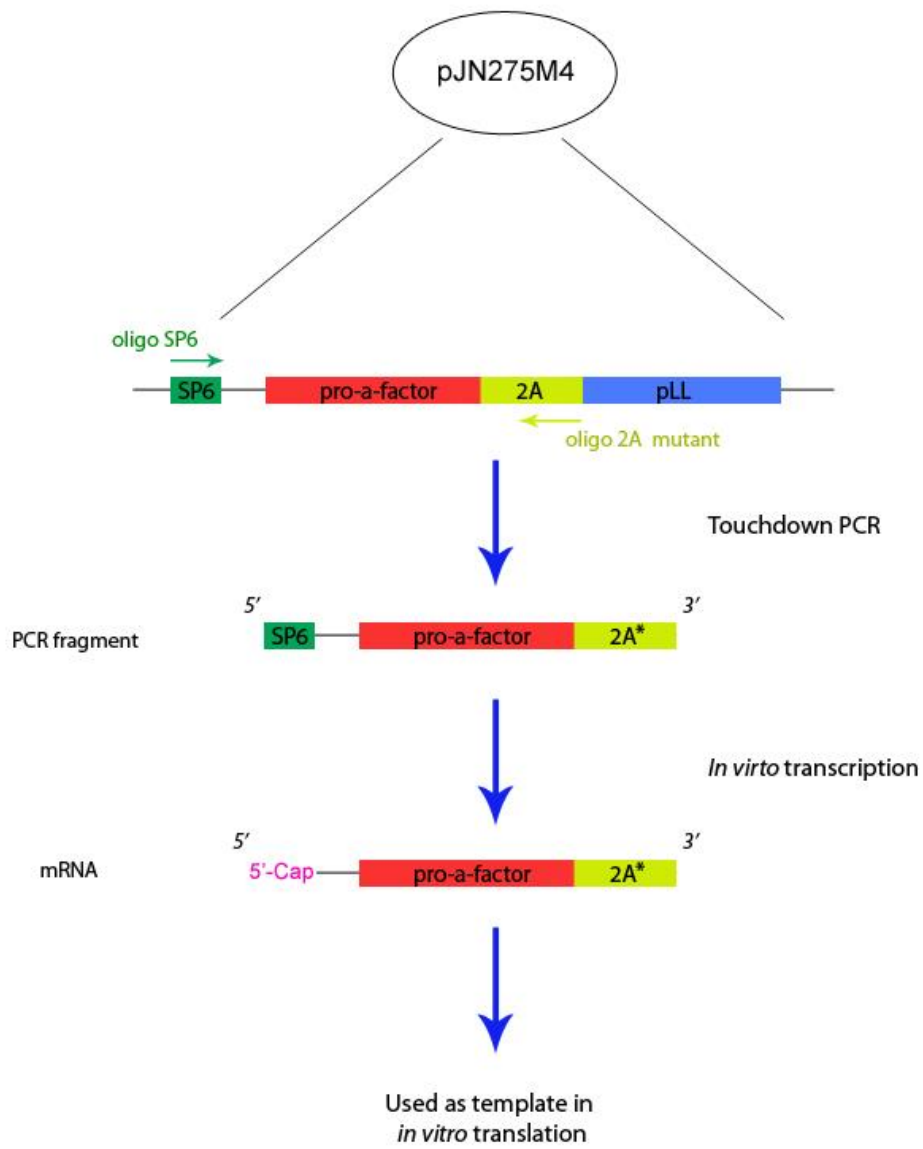 pJN275M4
oligo SP6
SP6
pro-a-factor
2A
pLL
oligo 2A mutant
Touchdown PCR
5'
3'
PCR fragment
SP6
pro-a-factor
2A*
In virto transcription
5'
3'
mRNA
5'-Cap
pro-a-factor
2A*
Used as template in
in vitro translation